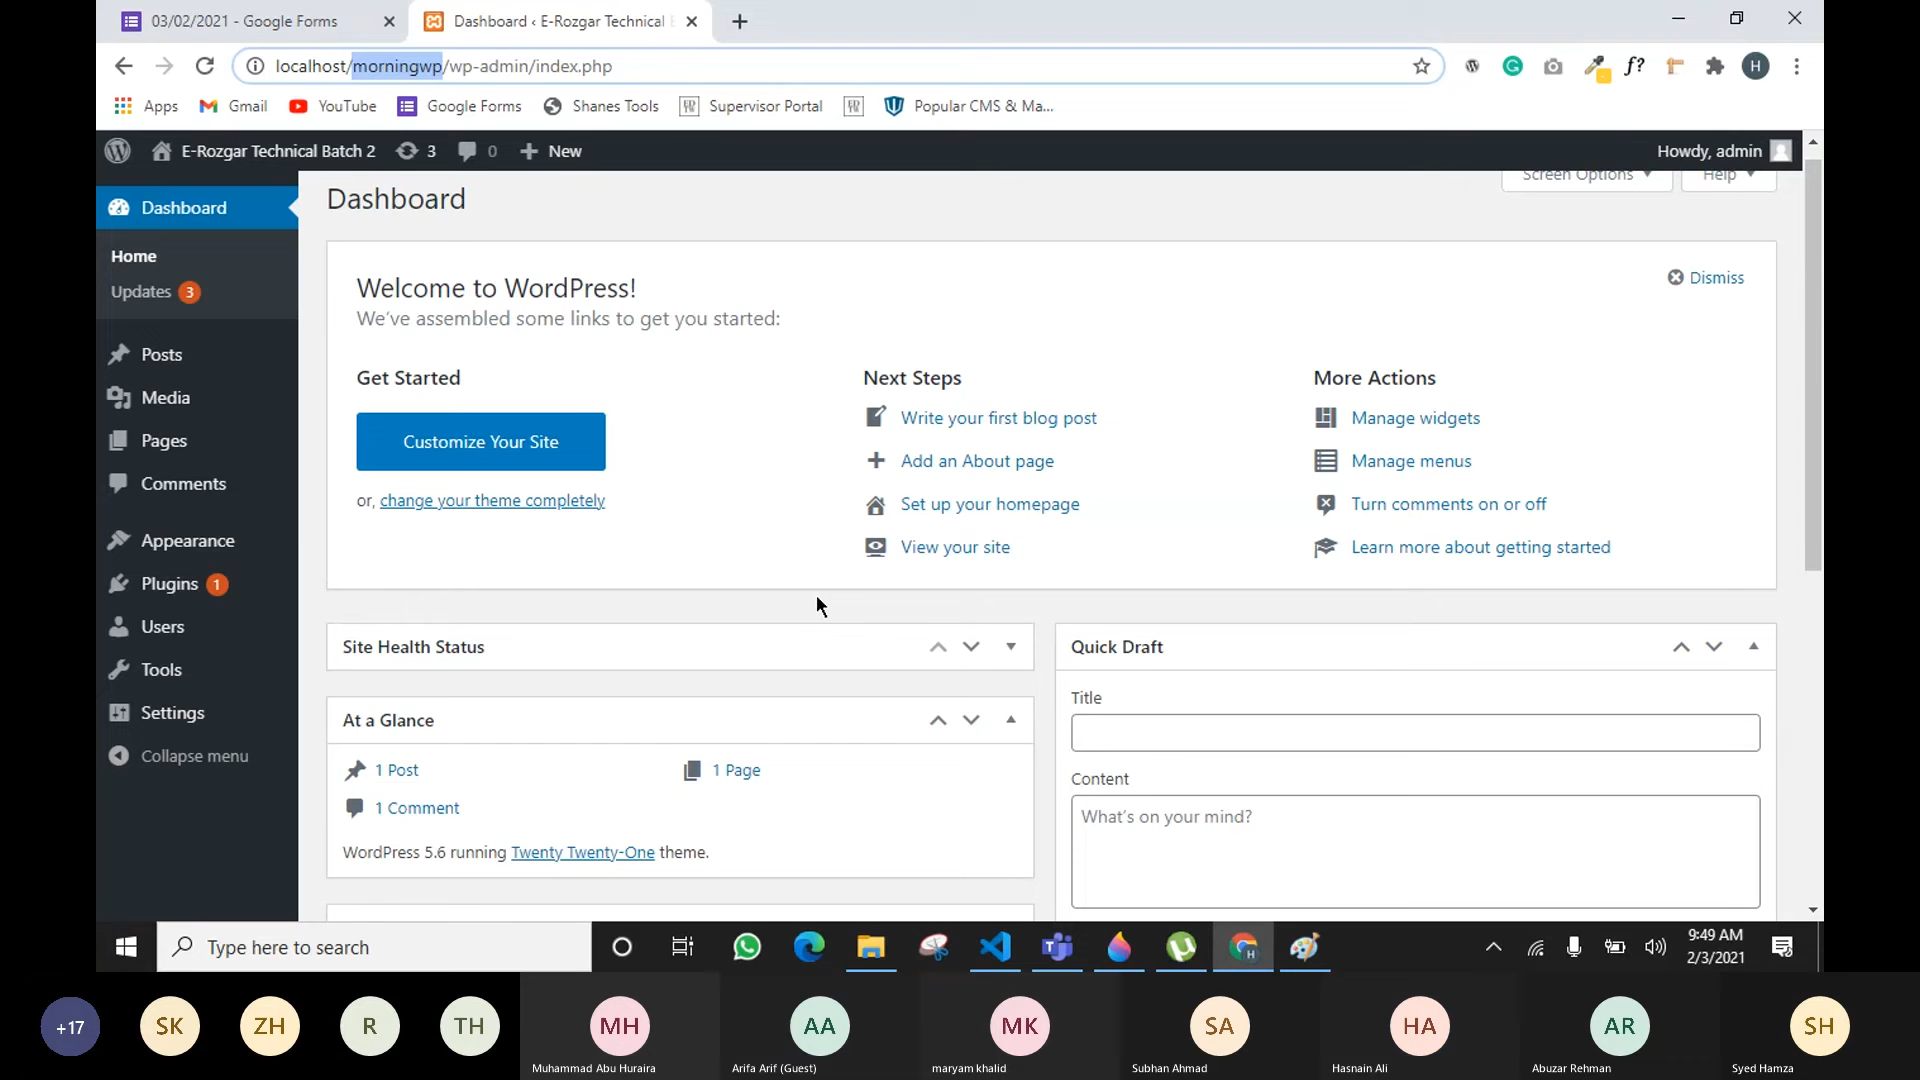 03/02/2021 - Google Forms
Dashboard ‹ E-Rozgar Technical
localhost/morningwp/wp-admin/index.php
f?
H
Apps
Gmail
YouTube
Google Forms
Shanes Tools
Supervisor Portal
Popular CMS & Ma...
E-Rozgar Technical Batch 2
3
0
New
Howdy, admin
Dashboard
Home
Updates 3
Posts
Media
Pages
Comments
Appearance
Plugins 1
Users
Tools
Settings
Collapse menu
Dashboard
Screen Options
Help
Welcome to WordPress!
We've assembled some links to get you started:
Dismiss
Get Started
Customize Your Site
or, change your theme completely
Next Steps
Write your first blog post
Add an About page
Set up your homepage
View your site
More Actions
Manage widgets
Manage menus
Turn comments on or off
Learn more about getting started
Site Health Status
At a Glance
1 Post
1 Page
1 Comment
WordPress 5.6 running Twenty Twenty-One theme.
Quick Draft
Title
Content
What's on your mind?
Type here to search
9:49 AM
2/3/2021
+17
SK
ZH
R
TH
MH
Muhammad Abu Huraira
AA
Arifa Arif (Guest)
MK
maryam khalid
SA
Subhan Ahmad
HA
Hasnain Ali
AR
Abuzar Rehman
SH
Syed Hamza